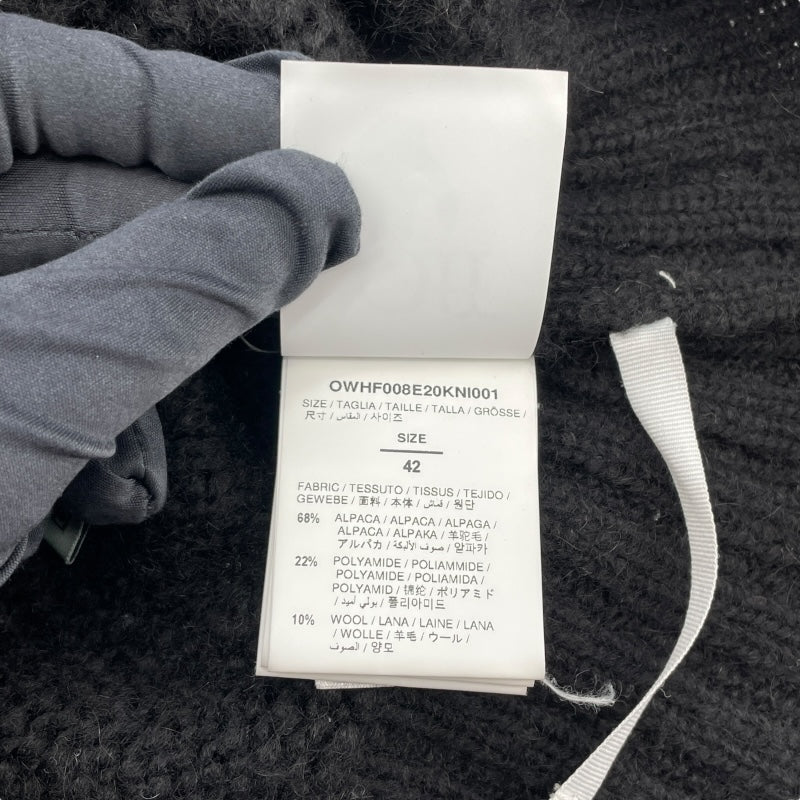 OWHF008E20KNI001
SIZE / TAGLIA / TAILLE / TALLA / GRÖSSE /
尺寸 / المقاس / 사이즈
SIZE
42
FABRIC / TESSUTO / TISSUS / TEJIDO /
GEWEBE / 面料 / 本体 / قماش / 원단
68% ALPACA / ALPACA / ALPAGA /
ALPACA / ALPAKA / 羊驼毛 /
アルパカ / صوف الألبكة / 알파카
22% POLYAMIDE / POLIAMMIDE /
POLYAMIDE / POLIAMIDA /
POLYAMID / 锦纶 / ポリアミド
/ بولي أميد / 폴리아미드
10% WOOL / LANA / LAINE / LANA
/ WOLLE / 羊毛 / ウール /
الصوف / 양모